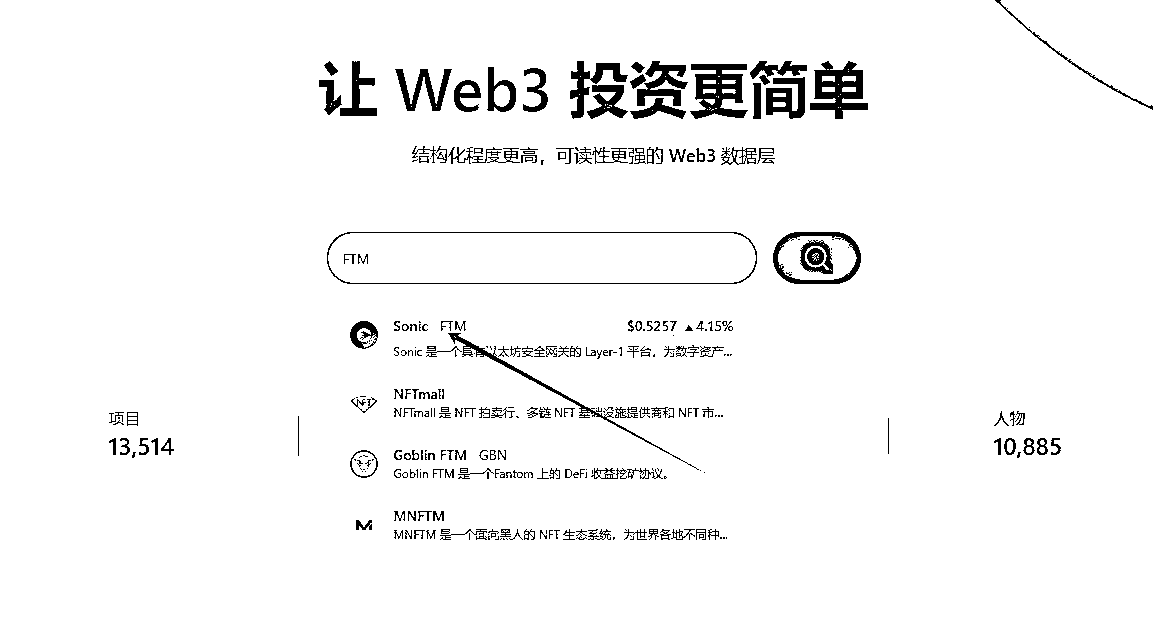 让 Web3 投资更简单
结构化程度更高，可读性更强的 Web3 数据层
FTM
Sonic FTM $0.5257 ▲4.15%
Sonic 是一个具有以太坊安全网关的 Layer-1 平台，为数字资产...
NFTmall
NFTmall 是 NFT 拍卖行、多链 NFT 基础设施提供商和 NFT 市...
项目
13,514
Goblin FTM GBN
Goblin FTM 是一个Fantom 上的 DeFi 收益挖矿协议。
人物
10,885
MNFTM
MNFTM 是一个面向黑人的 NFT 生态系统，为世界各地不同种...